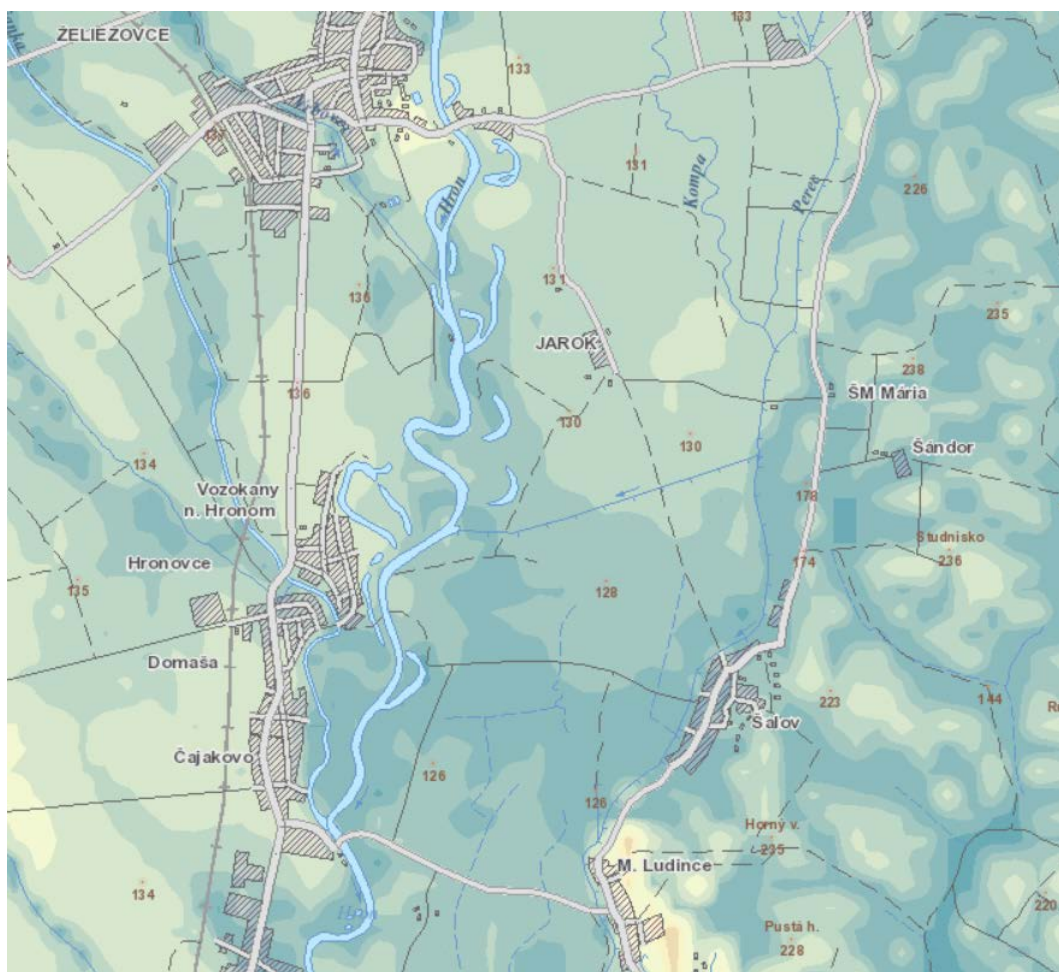 ŽELIEZOVCE
133
133
131
Kompa
Perec
226
Hron
131
136
235
JAROK
238
136
ŠM Mária
130
130
134
Šándor
Vozokany
n. Hronom
178
Studnisko
236
Hronovce
174
135
128
Domaša
223
144
Šalov
Čajakovo
126
126
Horný v.
235
M. Ludince
134
220
Hron
Pustá h.
228